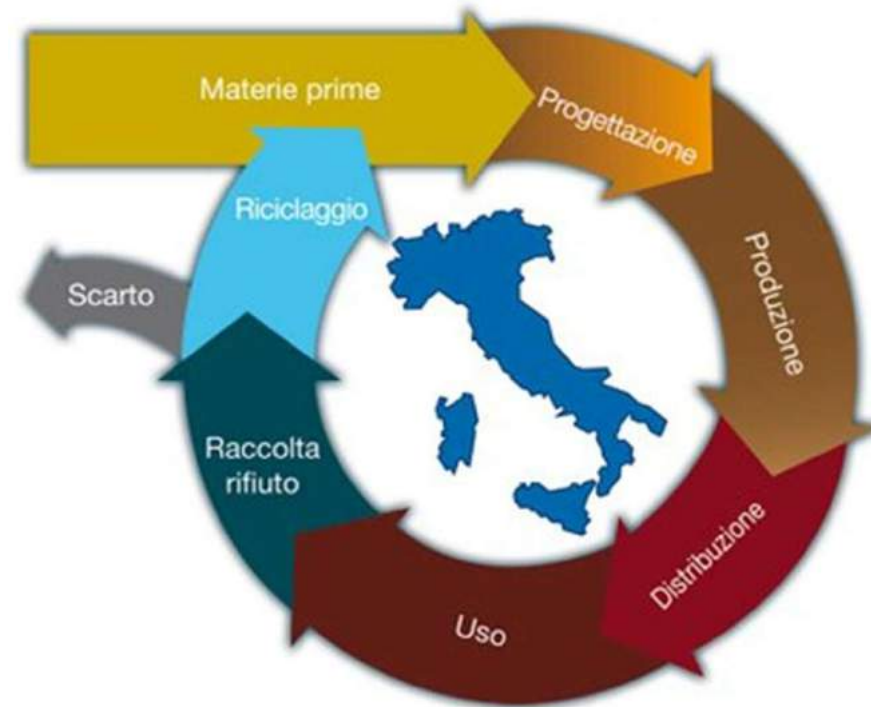 Materie prime
Progettazione
Produzione
Distribuzione
Uso
Raccolta
rifiuto
Riciclaggio
Scarto